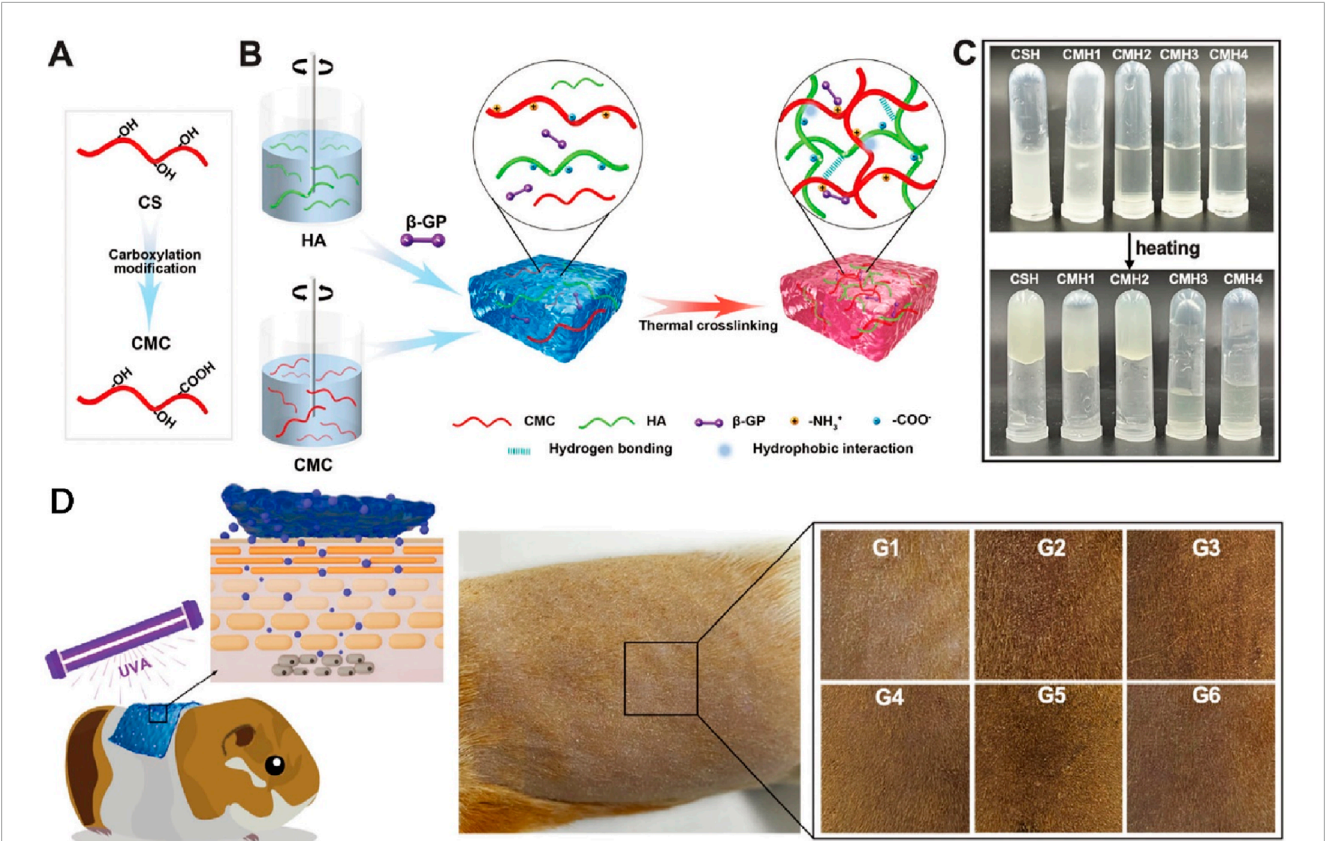 A
-OH
-OH
-OH
CS
Carboxylation
modification
CMC
-OH
-COOH
-OH
B
HA
β-GP
CMC
Thermal crosslinking
CMC
HA
β-GP
-NH₃⁺
-COO⁻
Hydrogen bonding
Hydrophobic interaction
C
CSH CMH1 CMH2 CMH3 CMH4
heating
CSH CMH1 CMH2 CMH3 CMH4
D
UVA
G1 G2 G3
G4 G5 G6